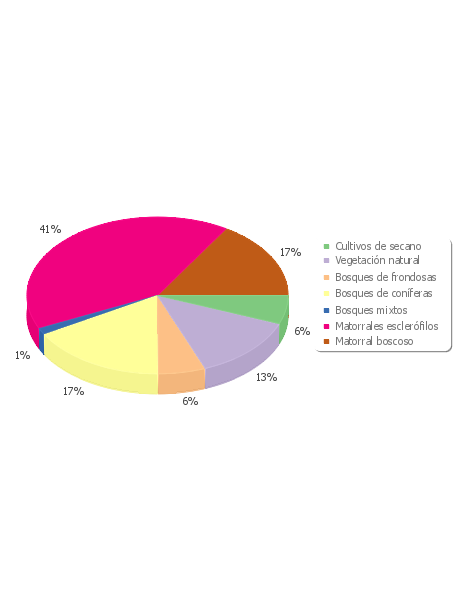 41%
17%
6%
13%
6%
17%
1%
Cultivos de secano
Vegetación natural
Bosques de frondosas
Bosques de coníferas
Bosques mixtos
Matorrales esclerófilos
Matorral boscoso